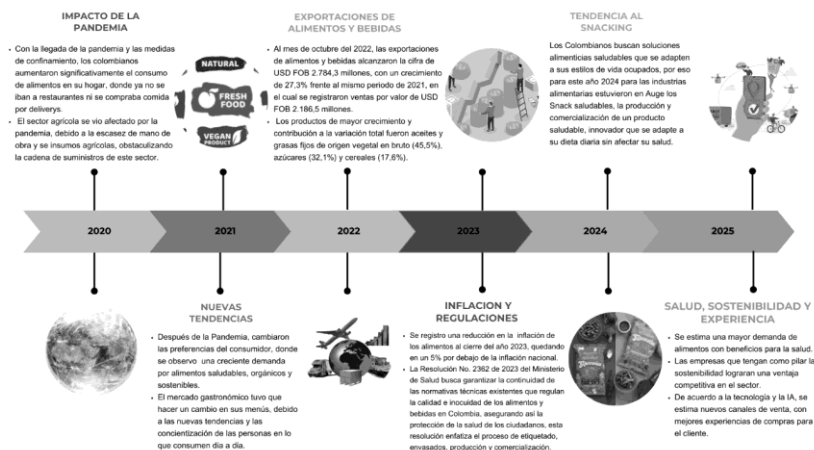 IMPACTO DE LA
PANDEMIA
Con la llegada de la pandemia y las medidas
de confinamiento, los colombianos
aumentaron significativamente el consumo
de alimentos en su hogar, donde ya no se
iban a restaurantes ni se compraba comida
por deliverys.
El sector agrícola se vio afectado por la
pandemia, debido a la escasez de mano de
obra y se insumos agrícolas, obstaculizando
la cadena de suministros de este sector.
NATURAL
FRESH
FOOD
VEGAN
PRODUCT
EXPORTACIONES DE
ALIMENTOS Y BEBIDAS
Al mes de octubre del 2022, las exportaciones
de alimentos y bebidas alcanzaron la cifra de
USD FOB 2.784,3 millones, con un crecimiento
de 27,3% frente al mismo periodo de 2021, en
el cual se registraron ventas por valor de USD
FOB 2.186,5 millones.
Los productos de mayor crecimiento y
contribución a la variación total fueron aceites y
grasas fijos de origen vegetal en bruto (45,5%),
azúcares (32,1%) y cereales (17,6%).
TENDENCIA AL
SNACKING
Los Colombianos buscan soluciones
alimenticias saludables que se adapten
a sus estilos de vida ocupados, por eso
para este año 2024 para las industrias
alimentarias estuvieron en Auge los
Snack saludables, la producción y
comercialización de un producto
saludable, innovador que se adapte a
su dieta diaria sin afectar su salud.
2020
2021
2022
2023
2024
2025
NUEVAS
TENDENCIAS
Después de la Pandemia, cambiaron
las preferencias del consumidor, donde
se observo una creciente demanda
por alimentos saludables, orgánicos y
sostenibles.
El mercado gastronómico tuvo que
hacer un cambio en sus menús, debido
a las nuevas tendencias y las
concientización de las personas en lo
que consumen día a día.
INFLACION Y
REGULACIONES
Se registro una reducción en la inflación de
los alimentos al cierre del año 2023, quedando
en un 5% por debajo de la inflación nacional.
La Resolución No. 2362 de 2023 del Ministerio
de Salud busca garantizar la continuidad de
las normativas técnicas existentes que regulan
la calidad e inocuidad de los alimentos y
bebidas en Colombia, asegurando así la
protección de la salud de los ciudadanos, esta
resolución enfatiza el proceso de etiquetado,
envasados, producción y comercialización.
SALUD, SOSTENIBILIDAD Y
EXPERIENCIA
Se estima una mayor demanda de
alimentos con beneficios para la salud.
Las empresas que tengan como pilar la
sostenibilidad lograran una ventaja
competitiva en el sector.
De acuerdo a la tecnología y la IA, se
estima nuevos canales de venta, con
mejores experiencias de compras para
el cliente.